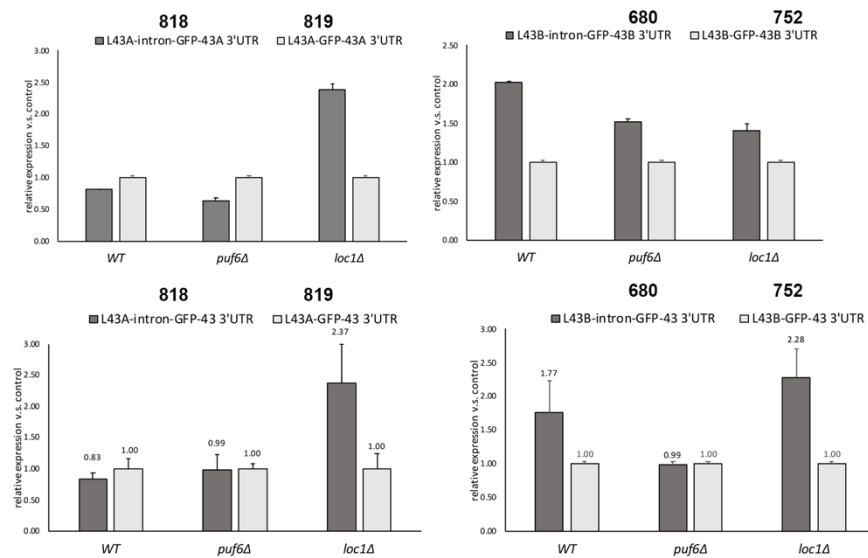 818 819
L43A-intron-GFP-43A 3'UTR L43A-GFP-43A 3'UTR
relative expression v.s. control
3.00
2.50
2.00
1.50
1.00
0.50
0.00
WT puf6Δ loc1Δ
680 752
L43B-intron-GFP-43B 3'UTR L43B-GFP-43B 3'UTR
relative expression v.s. control
2.50
2.00
1.50
1.00
0.50
0.00
WT puf6Δ loc1Δ
818 819
L43A-intron-GFP-43 3'UTR L43A-GFP-43 3'UTR
relative expression v.s. control
3.00
2.50
2.00
1.50
1.00
0.50
0.00
0.83 1.00 0.99 1.00 2.37 1.00
WT puf6Δ loc1Δ
680 752
L43B-intron-GFP-43 3'UTR L43B-GFP-43 3'UTR
relative expression v.s. control
3.00
2.50
2.00
1.50
1.00
0.50
0.00
1.77 1.00 0.99 1.00 2.28 1.00
WT puf6Δ loc1Δ